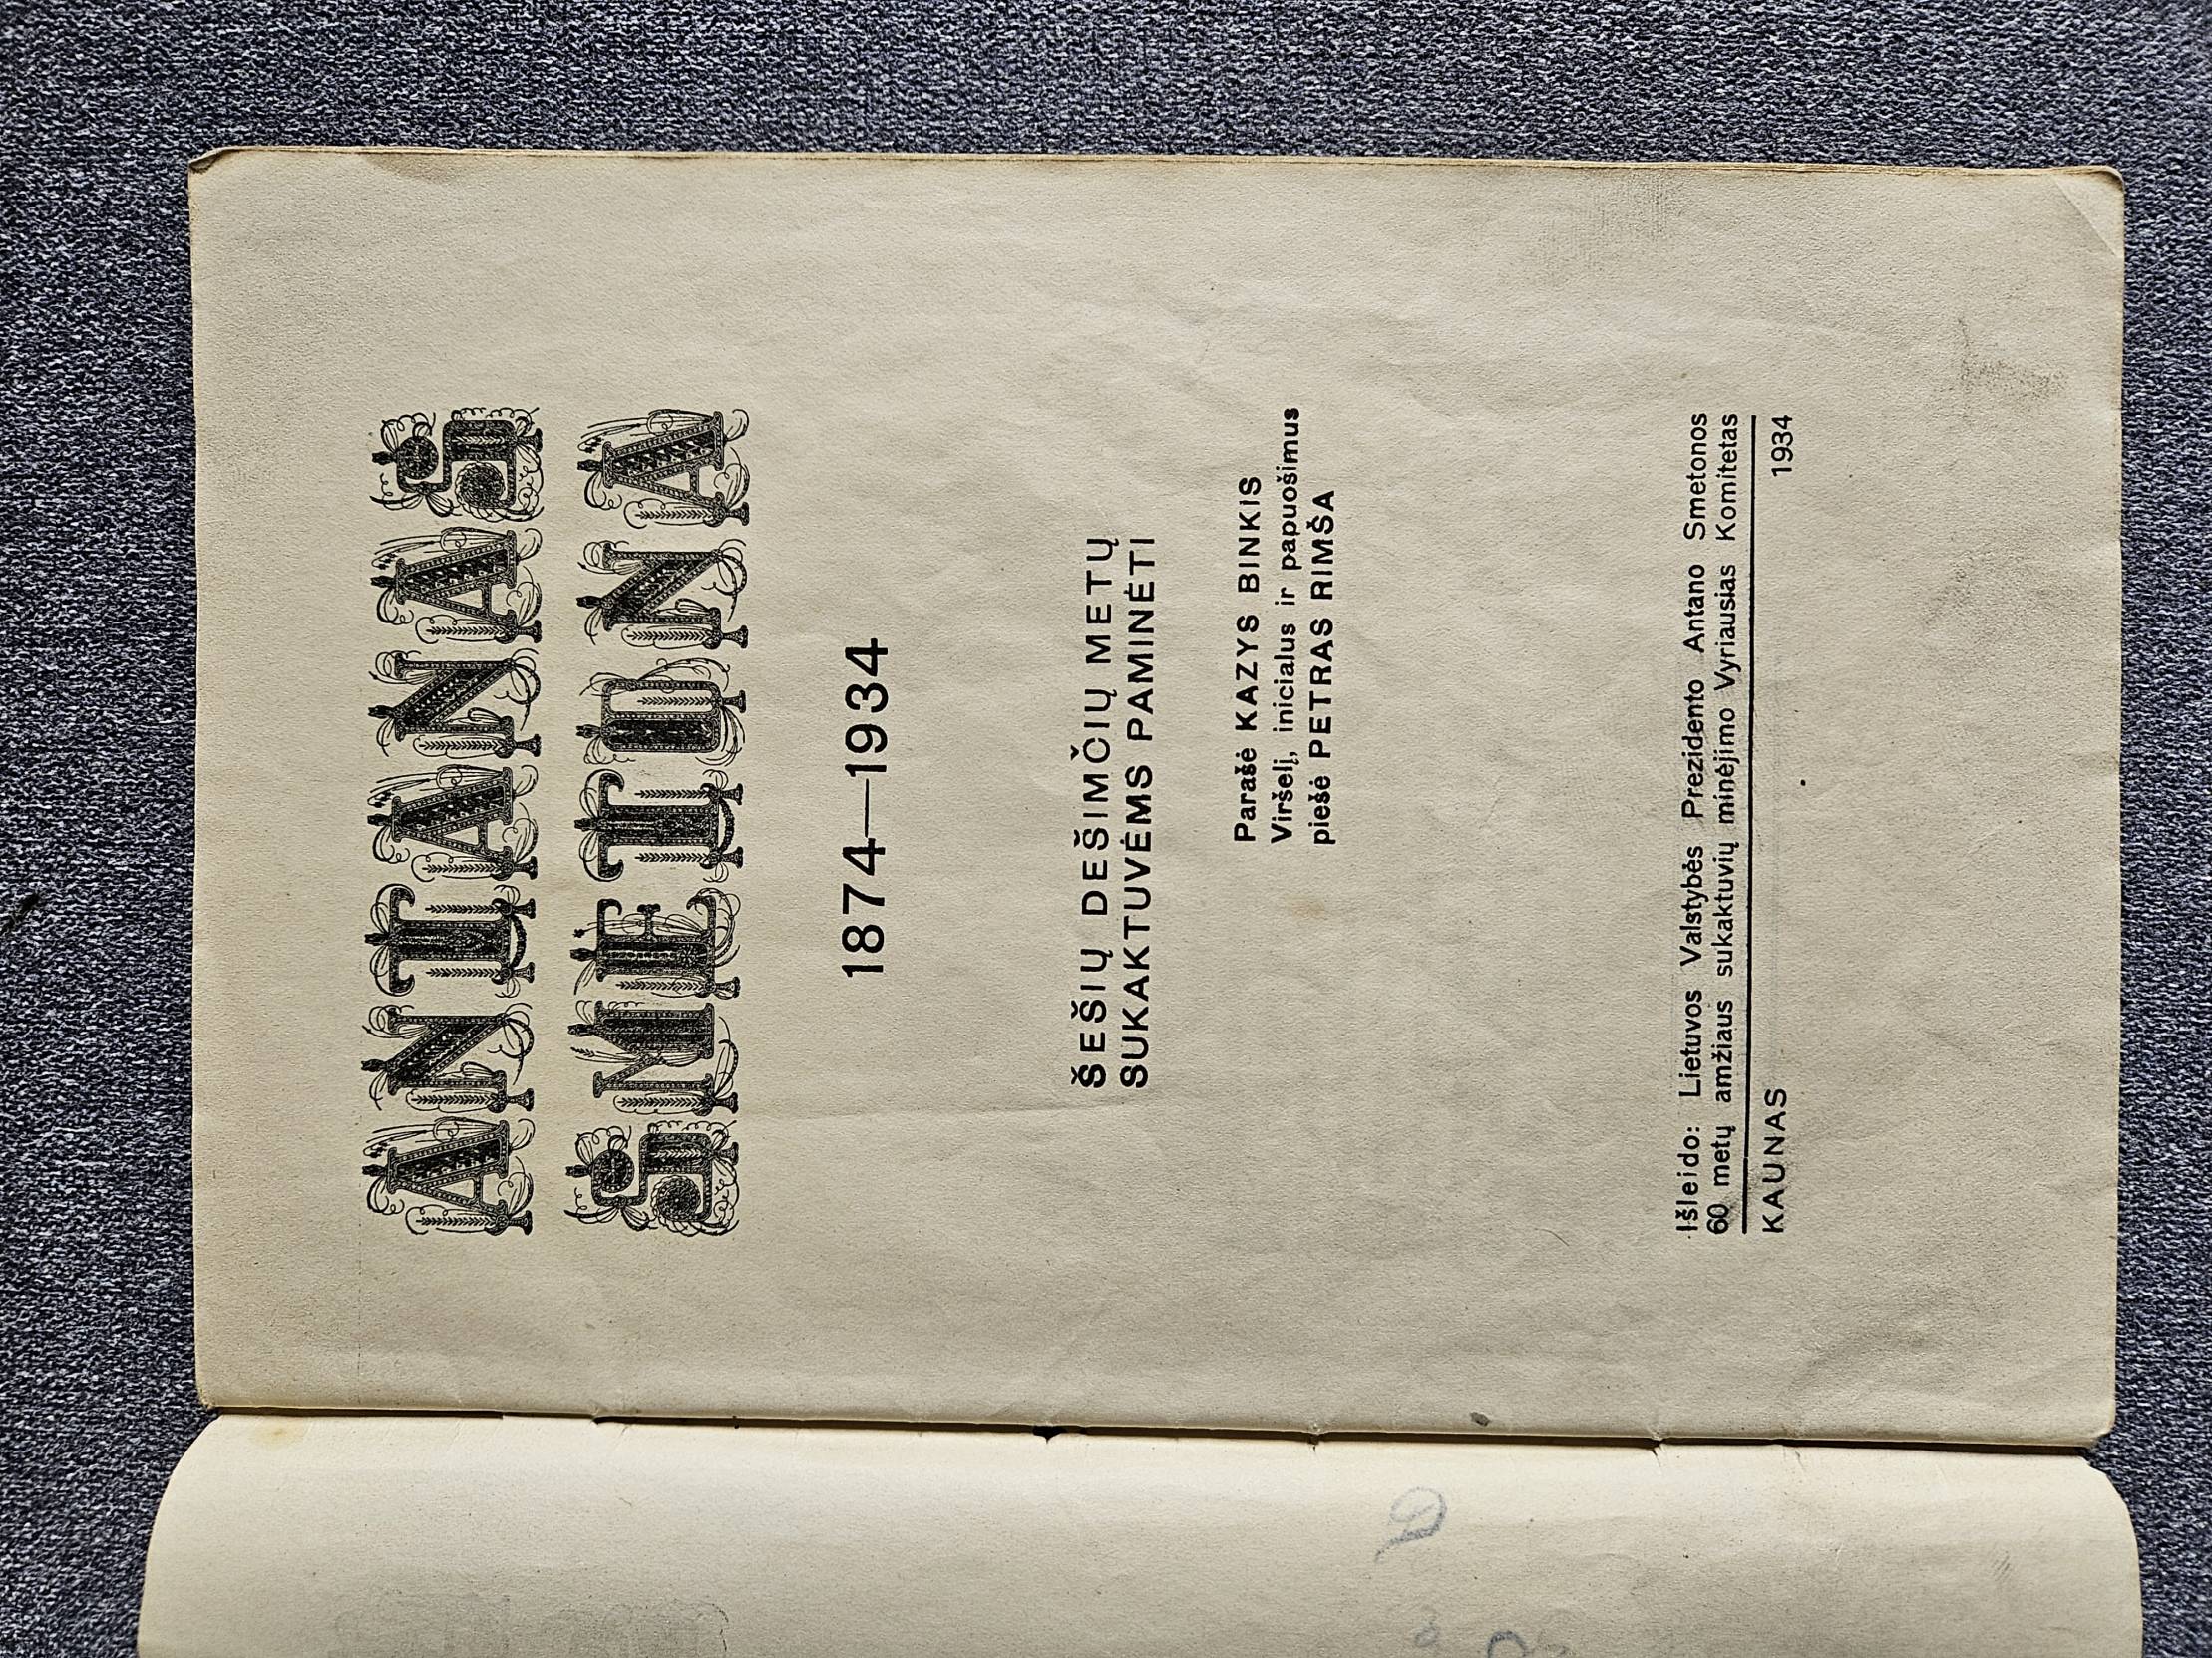 ANTANAS
SMETONA
1874—1934
ŠEŠIŲ DEŠIMČIŲ METŲ
SUKAKTUVĖMS PAMINĖTI
Parašė KAZYS BINKIS
Viršelį, inicialus ir papuošimus
piešė PETRAS RIMŠA
Išleido: Lietuvos Valstybės Prezidento Antano Smetonos
60 metų amžiaus sukaktuvių minėjimo Vyriausias Komitetas
KAUNAS 1934